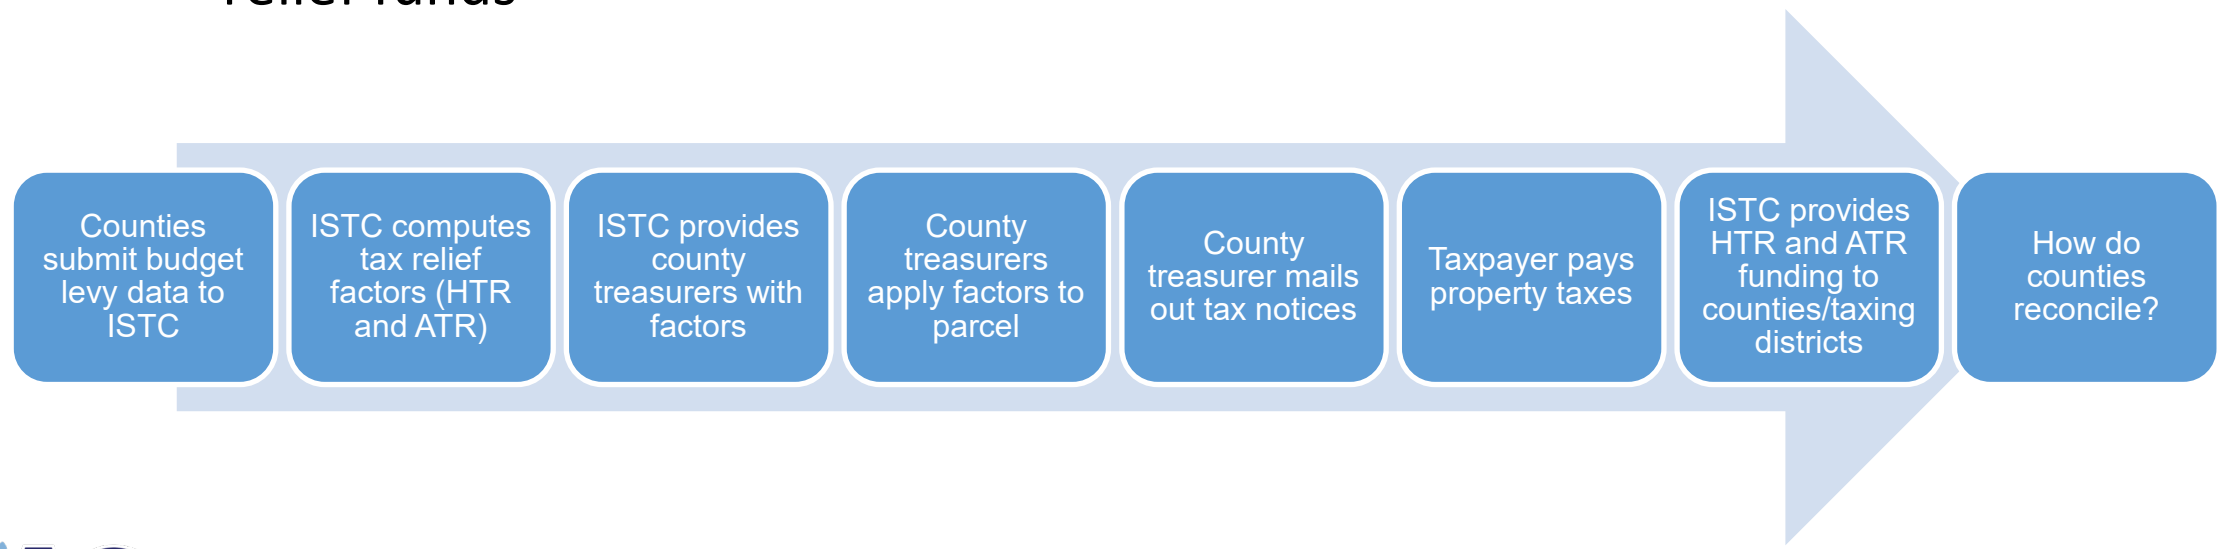 relief funds
Counties
submit budget
levy data to
ISTC
ISTC computes
tax relief
factors (HTR
and ATR)
ISTC provides
county
treasurers with
factors
County
treasurers
apply factors to
parcel
County
treasurer mails
out tax notices
Taxpayer pays
property taxes
ISTC provides
HTR and ATR
funding to
counties/taxing
districts
How do
counties
reconcile?